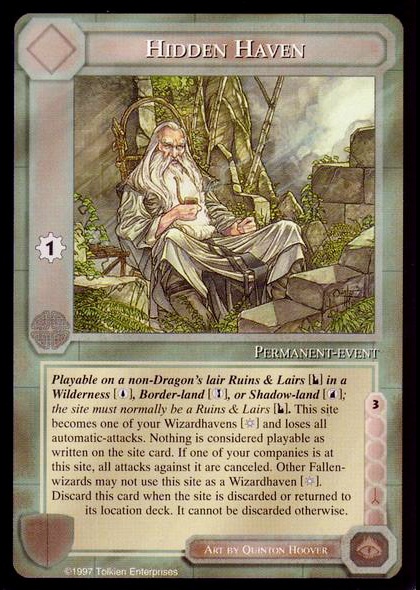 HIDDEN HAVEN
1
PERMANENT-EVENT
Playable on a non-Dragon's lair Ruins & Lairs [] in a
Wilderness [], Border-land [], or Shadow-land [];
the site must normally be a Ruins & Lairs []. This site
becomes one of your Wizardhavens [] and loses all
automatic-attacks. Nothing is considered playable as
written on the site card. If one of your companies is at
this site, all attacks against it are canceled. Other Fallen-
wizards may not use this site as a Wizardhaven [].
Discard this card when the site is discarded or returned to
its location deck. It cannot be discarded otherwise.
3
ART BY QUINTON HOOVER
©1997 Tolkien Enterprises